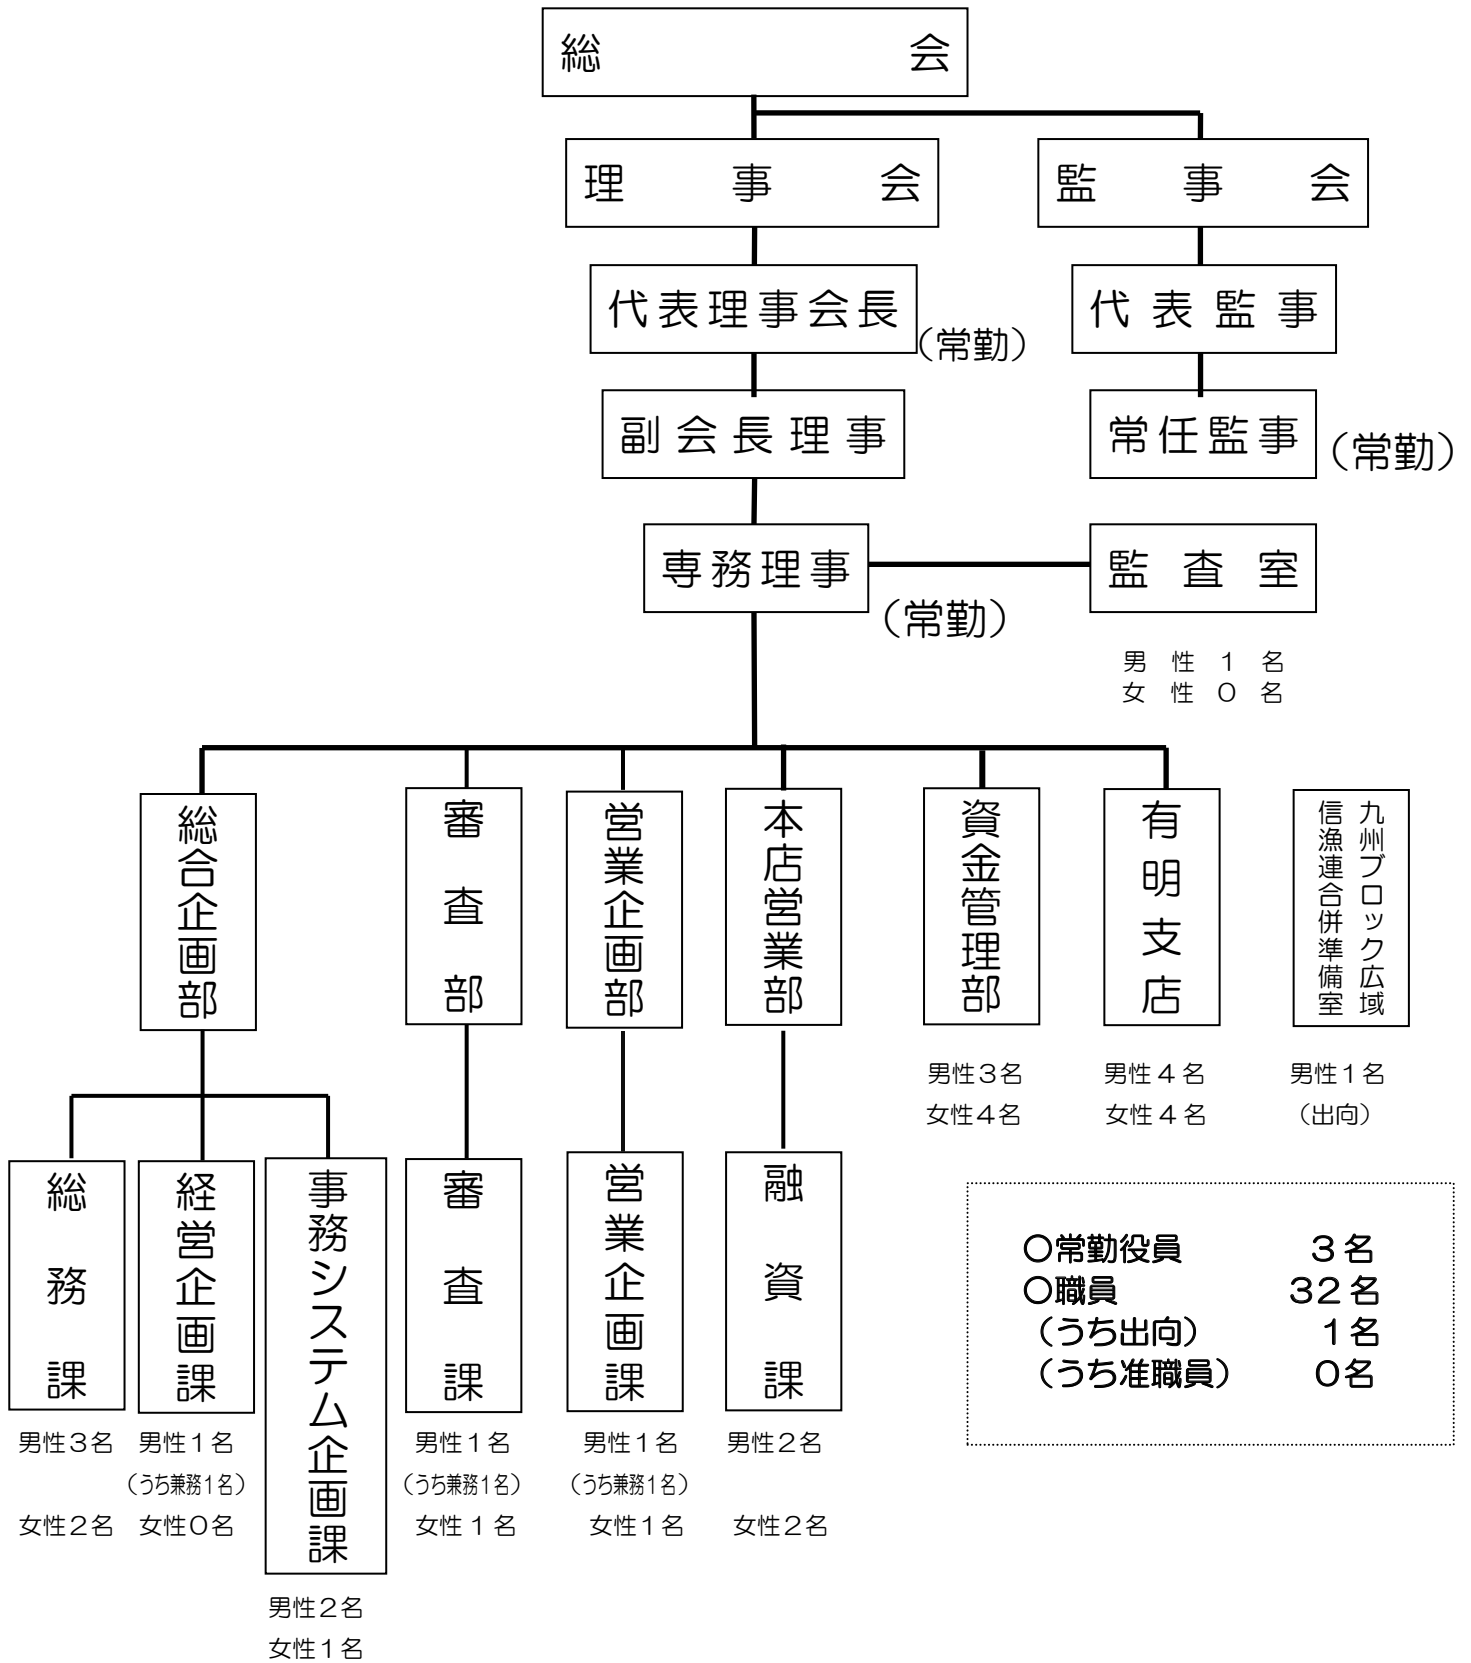 総会
理事会
監事会
代表理事会長
（常勤）
代表監事
副会長理事
常任監事
（常勤）
専務理事
（常勤）
監査室
男性１名
女性０名
総合企画部
審査部
営業企画部
本店営業部
資金管理部
有明支店
九州ブロック広域
信漁連合併準備室
男性３名
女性４名
男性４名
女性４名
男性１名
（出向）
総務課
経営企画課
事務システム企画課
審査課
営業企画課
融資課
男性３名
女性２名
男性１名
（うち兼務１名）
女性０名
男性２名
女性１名
男性１名
（うち兼務１名）
女性１名
男性１名
（うち兼務１名）
女性１名
男性２名
女性２名
○常勤役員 ３名
○職員 ３２名
（うち出向） １名
（うち准職員） ０名